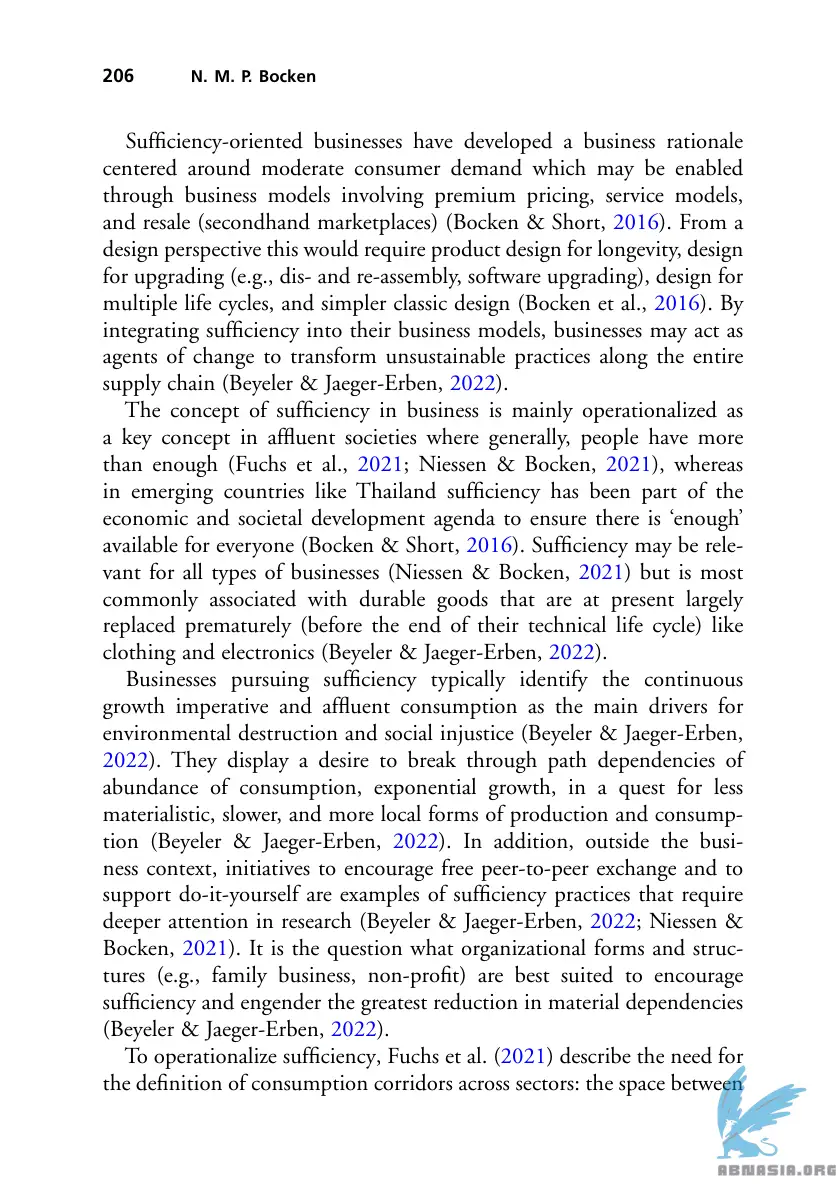 206 N. M. P. Bocken
Sufficiency-oriented businesses have developed a business rationale
centered around moderate consumer demand which may be enabled
through business models involving premium pricing, service models,
and resale (secondhand marketplaces) (Bocken & Short, 2016). From a
design perspective this would require product design for longevity, design
for upgrading (e.g., dis- and re-assembly, software upgrading), design for
multiple life cycles, and simpler classic design (Bocken et al., 2016). By
integrating sufficiency into their business models, businesses may act as
agents of change to transform unsustainable practices along the entire
supply chain (Beyeler & Jaeger-Erben, 2022).
The concept of sufficiency in business is mainly operationalized as
a key concept in affluent societies where generally, people have more
than enough (Fuchs et al., 2021; Niessen & Bocken, 2021), whereas
in emerging countries like Thailand sufficiency has been part of the
economic and societal development agenda to ensure there is ‘enough’
available for everyone (Bocken & Short, 2016). Sufficiency may be rele-
vant for all types of businesses (Niessen & Bocken, 2021) but is most
commonly associated with durable goods that are at present largely
replaced prematurely (before the end of their technical life cycle) like
clothing and electronics (Beyeler & Jaeger-Erben, 2022).
Businesses pursuing sufficiency typically identify the continuous
growth imperative and affluent consumption as the main drivers for
environmental destruction and social injustice (Beyeler & Jaeger-Erben,
2022). They display a desire to break through path dependencies of
abundance of consumption, exponential growth, in a quest for less
materialistic, slower, and more local forms of production and consump-
tion (Beyeler & Jaeger-Erben, 2022). In addition, outside the busi-
ness context, initiatives to encourage free peer-to-peer exchange and to
support do-it-yourself are examples of sufficiency practices that require
deeper attention in research (Beyeler & Jaeger-Erben, 2022; Niessen &
Bocken, 2021). It is the question what organizational forms and struc-
tures (e.g., family business, non-profit) are best suited to encourage
sufficiency and engender the greatest reduction in material dependencies
(Beyeler & Jaeger-Erben, 2022).
To operationalize sufficiency, Fuchs et al. (2021) describe the need for
the definition of consumption corridors across sectors: the space between
ABNASIA.ORG